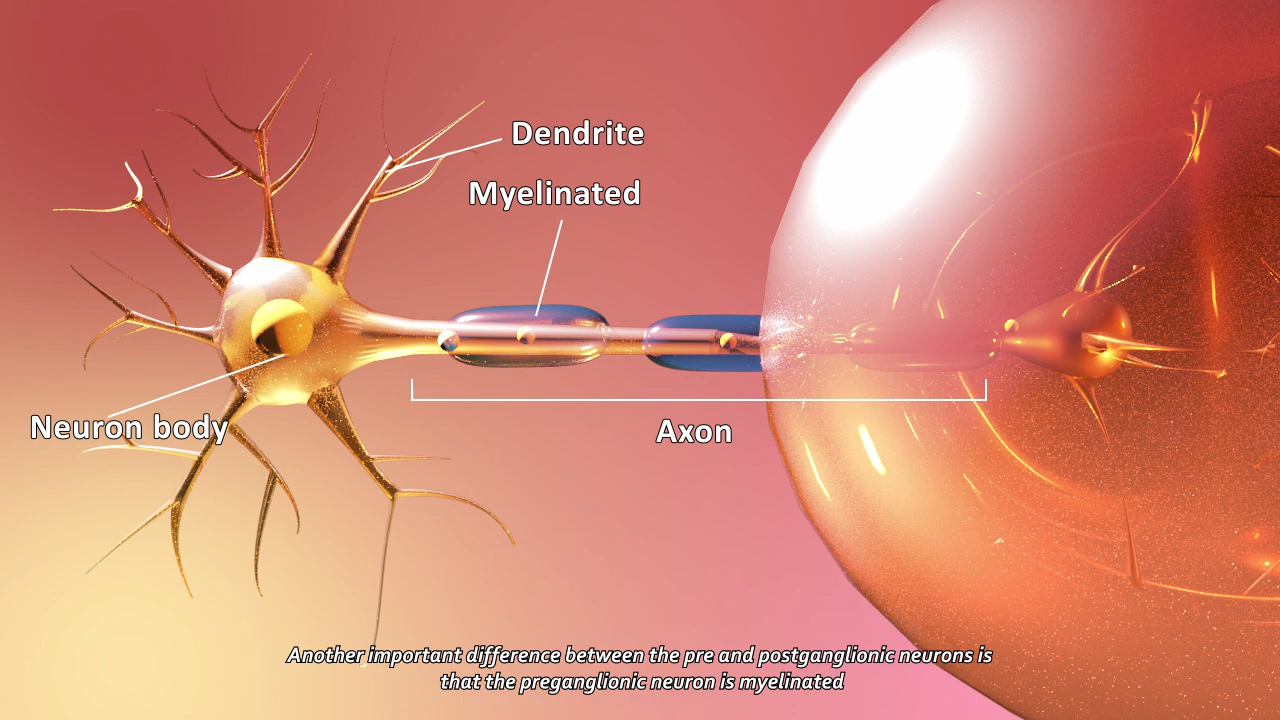 Dendrite
Myelinated
Neuron body
Axon
Another important difference between the pre and postganglionic neurons is
that the preganglionic neuron is myelinated